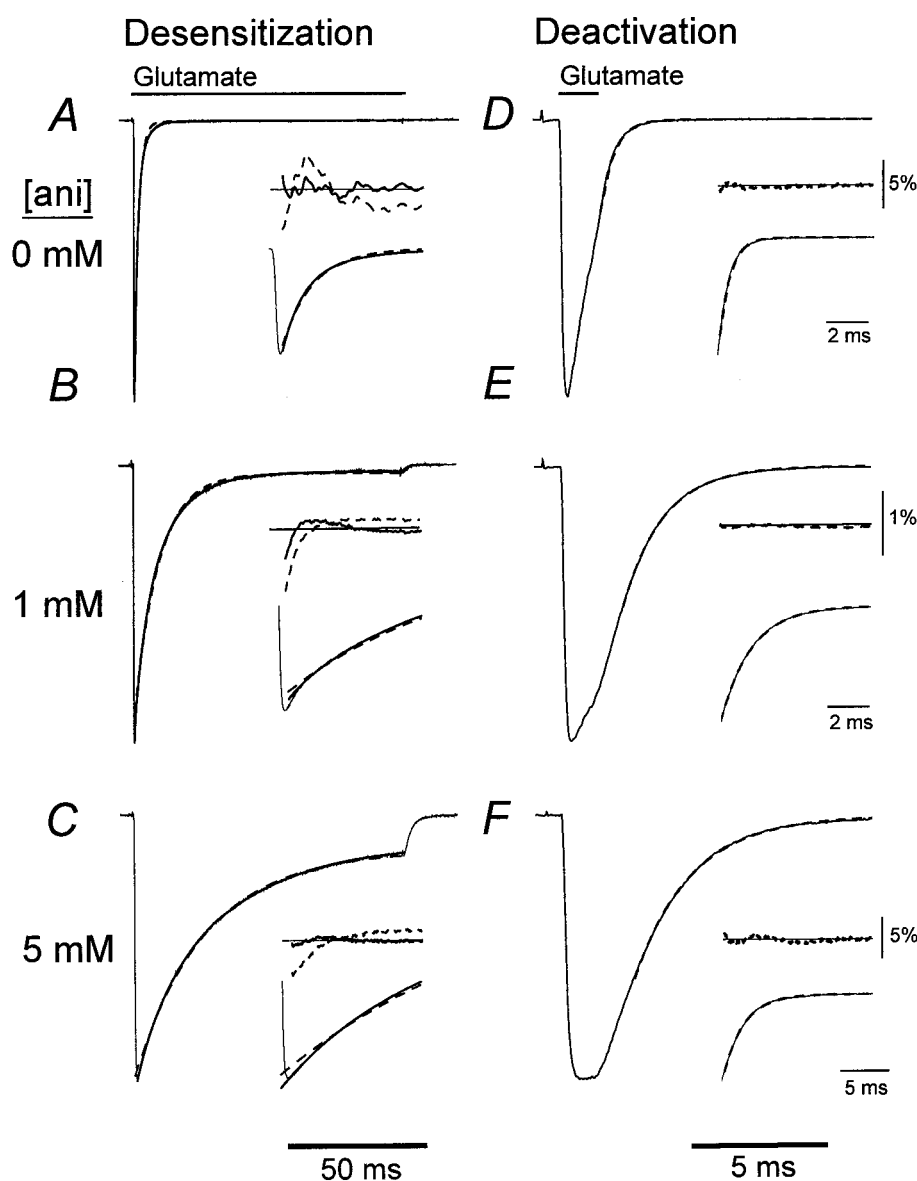 Desensitization
Deactivation
Glutamate
Glutamate
A
D
[ani]
5%
0 mM
2 ms
B
E
1%
1 mM
2 ms
C
F
5 mM
5%
5 ms
50 ms
5 ms